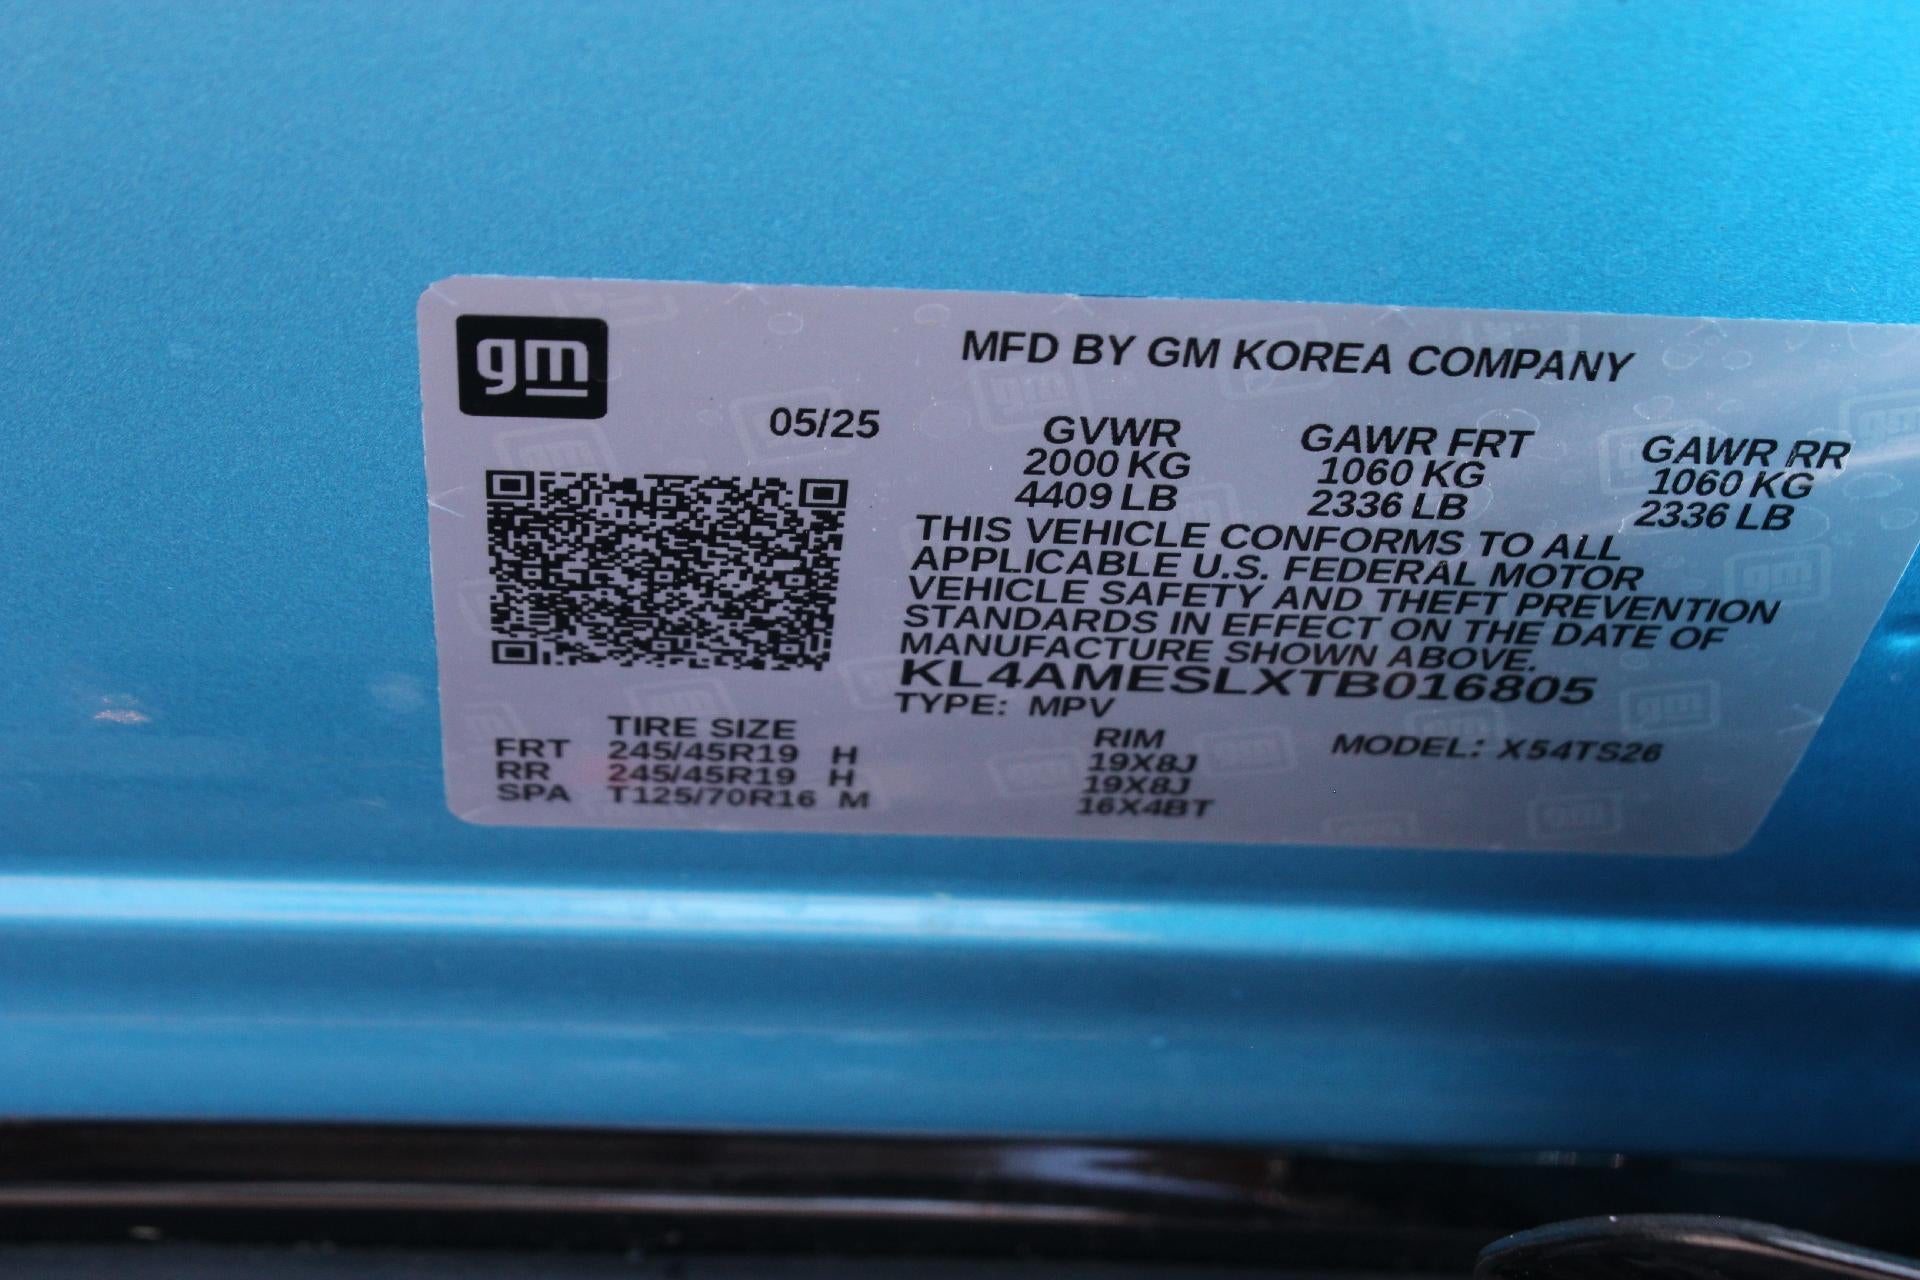 gm
MFD BY GM KOREA COMPANY
05/25
GVWR GAWR FRT GAWR RR
2000 KG 1060 KG 1060 KG
4409 LB 2336 LB 2336 LB
THIS VEHICLE CONFORMS TO ALL
APPLICABLE U.S. FEDERAL MOTOR
VEHICLE SAFETY AND THEFT PREVENTION
STANDARDS IN EFFECT ON THE DATE OF
MANUFACTURE SHOWN ABOVE.
KL4AMESLXTB016805
TYPE: MPV
TIRE SIZE RIM MODEL: X54TS26
FRT 245/45R19 H 19X8J
RR 245/45R19 H 19X8J
SPA T125/70R16 M 16X4BT